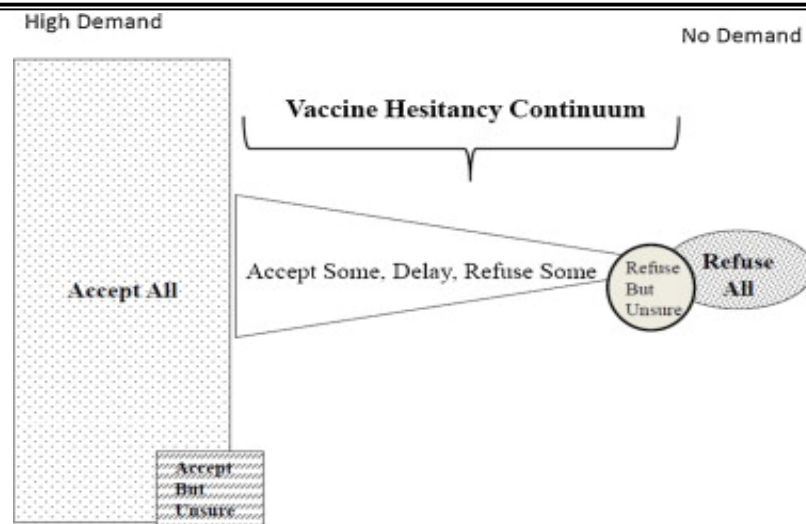 High Demand
No Demand
Vaccine Hesitancy Continuum
Accept All
Accept Some, Delay, Refuse Some
Refuse
But
Unsure
Refuse
All
Accept
But
Unsure